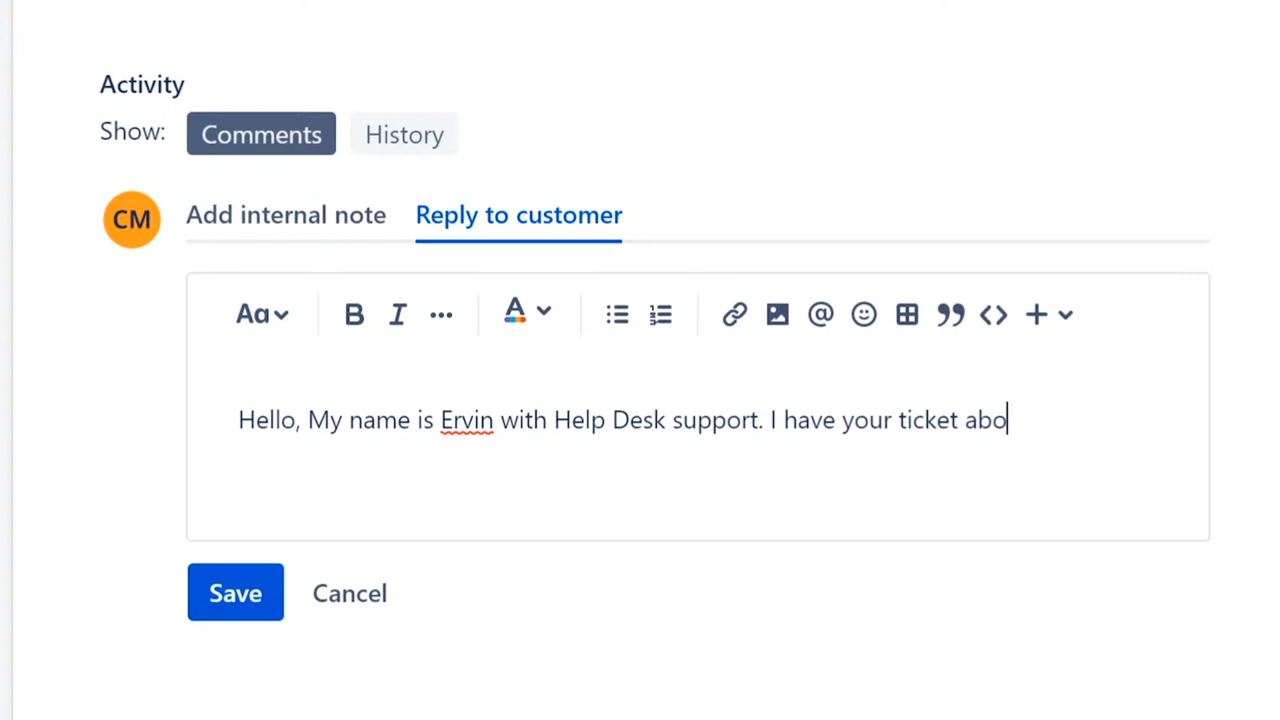 Activity
Show: Comments History
CM Add internal note Reply to customer
Aa B I ... A @ +
Hello, My name is Ervin with Help Desk support. I have your ticket abo
Save Cancel